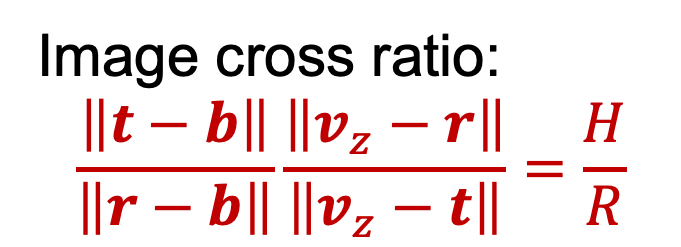 Image cross ratio:
‖t − b‖ ‖v_z − r‖ / ‖r − b‖ ‖v_z − t‖ = H / R